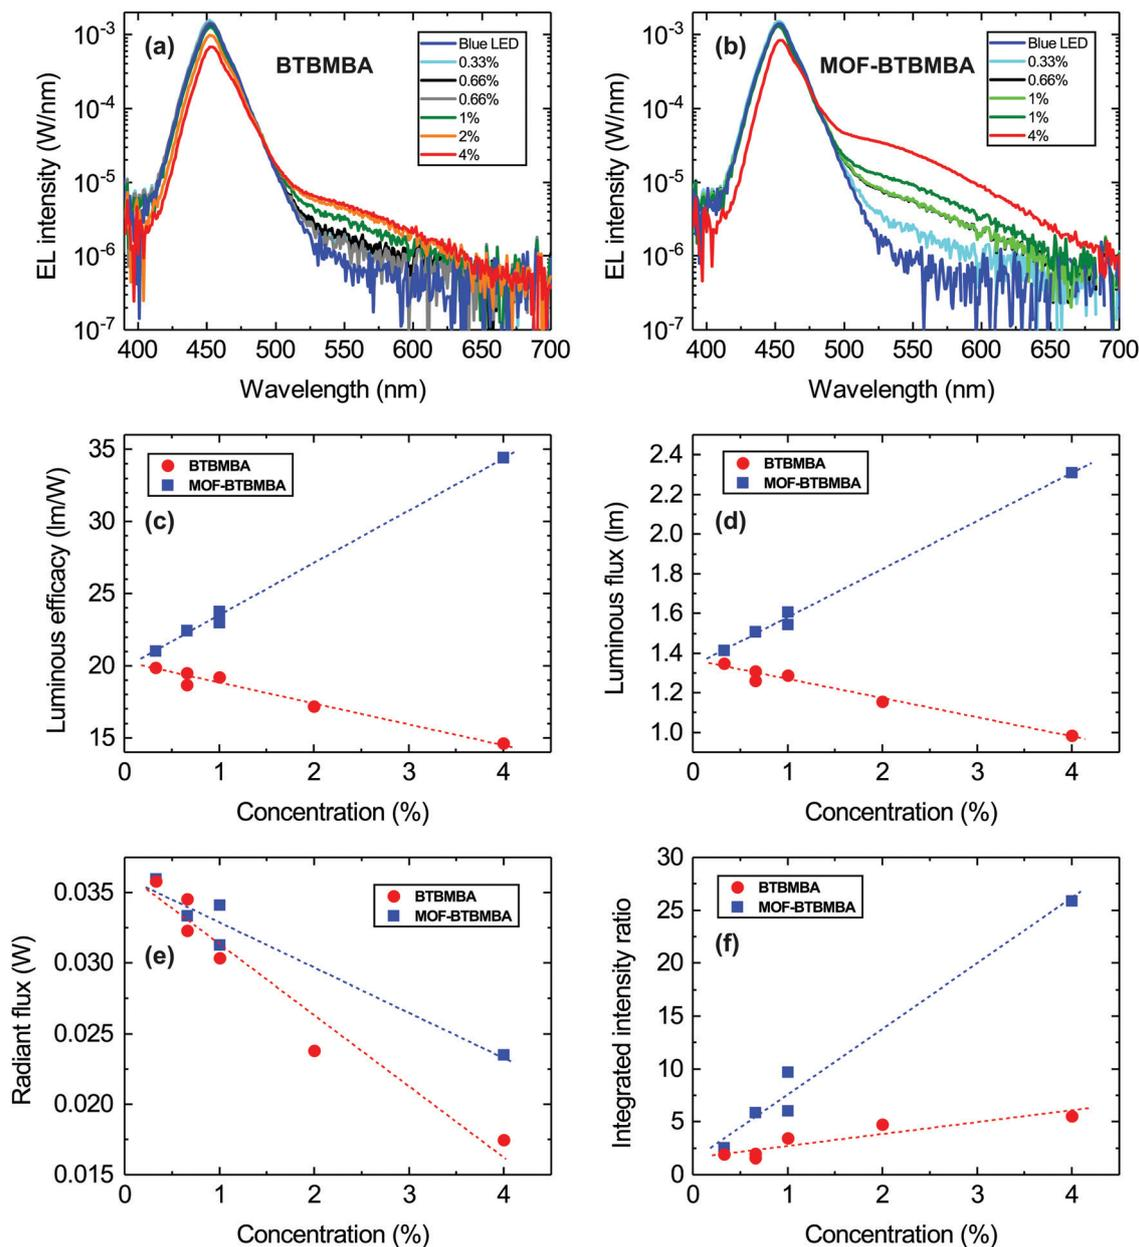 (a)
BTBMBA
Blue LED
0.33%
0.66%
0.66%
1%
2%
4%
10-3
10-4
10-5
10-6
10-7
EL intensity (W/nm)
400 450 500 550 600 650 700
Wavelength (nm)
(b)
MOF-BTBMBA
Blue LED
0.33%
0.66%
1%
1%
4%
10-3
10-4
10-5
10-6
10-7
EL intensity (W/nm)
400 450 500 550 600 650 700
Wavelength (nm)
35
30
25
20
15
Luminous efficacy (lm/W)
BTBMBA
MOF-BTBMBA
(c)
0 1 2 3 4
Concentration (%)
2.4
2.2
2.0
1.8
1.6
1.4
1.2
1.0
Luminous flux (lm)
BTBMBA
MOF-BTBMBA
(d)
0 1 2 3 4
Concentration (%)
0.035
0.030
0.025
0.020
0.015
Radiant flux (W)
BTBMBA
MOF-BTBMBA
(e)
0 1 2 3 4
Concentration (%)
30
25
20
15
10
5
0
Integrated intensity ratio
BTBMBA
MOF-BTBMBA
(f)
0 1 2 3 4
Concentration (%)